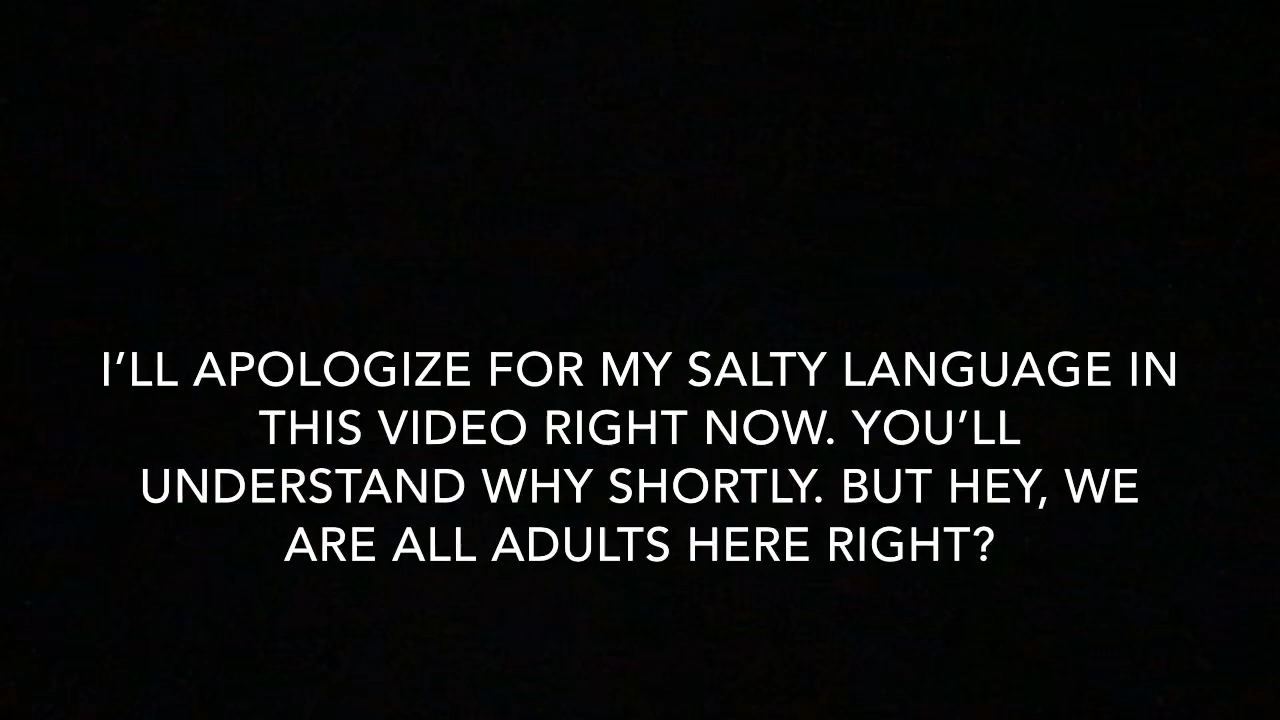 I’LL APOLOGIZE FOR MY SALTY LANGUAGE IN
THIS VIDEO RIGHT NOW. YOU’LL
UNDERSTAND WHY SHORTLY. BUT HEY, WE
ARE ALL ADULTS HERE RIGHT?